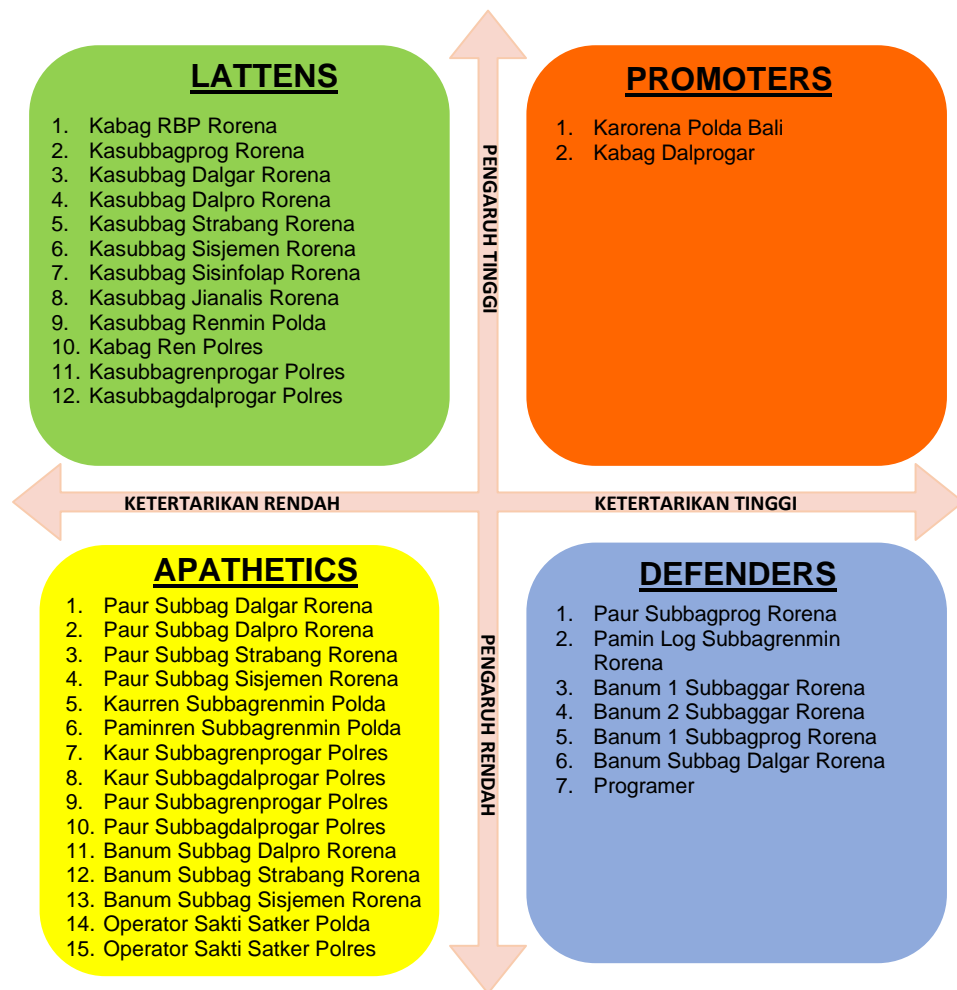 LATTENS
1. Kabag RBP Rorena
2. Kasubbagprog Rorena
3. Kasubbag Dalgar Rorena
4. Kasubbag Dalpro Rorena
5. Kasubbag Strabang Rorena
6. Kasubbag Sisjemen Rorena
7. Kasubbag Sisinfolap Rorena
8. Kasubbag Jianalis Rorena
9. Kasubbag Renmin Polda
10. Kabag Ren Polres
11. Kasubbagrenprogar Polres
12. Kasubbagdalprogar Polres
PENGARUH TINGGI
PROMOTERS
1. Karorena Polda Bali
2. Kabag Dalprogar
KETERTARIKAN RENDAH
KETERTARIKAN TINGGI
APATHETICS
1. Paur Subbag Dalgar Rorena
2. Paur Subbag Dalpro Rorena
3. Paur Subbag Strabang Rorena
4. Paur Subbag Sisjemen Rorena
5. Kaurren Subbagrenmin Polda
6. Paminren Subbagrenmin Polda
7. Kaur Subbagrenprogar Polres
8. Kaur Subbagdalprogar Polres
9. Paur Subbagrenprogar Polres
10. Paur Subbagdalprogar Polres
11. Banum Subbag Dalpro Rorena
12. Banum Subbag Strabang Rorena
13. Banum Subbag Sisjemen Rorena
14. Operator Sakti Satker Polda
15. Operator Sakti Satker Polres
PENGARUH RENDAH
DEFENDERS
1. Paur Subbagprog Rorena
2. Pamin Log Subbagrenmin
Rorena
3. Banum 1 Subbaggar Rorena
4. Banum 2 Subbaggar Rorena
5. Banum 1 Subbagprog Rorena
6. Banum Subbag Dalgar Rorena
7. Programer